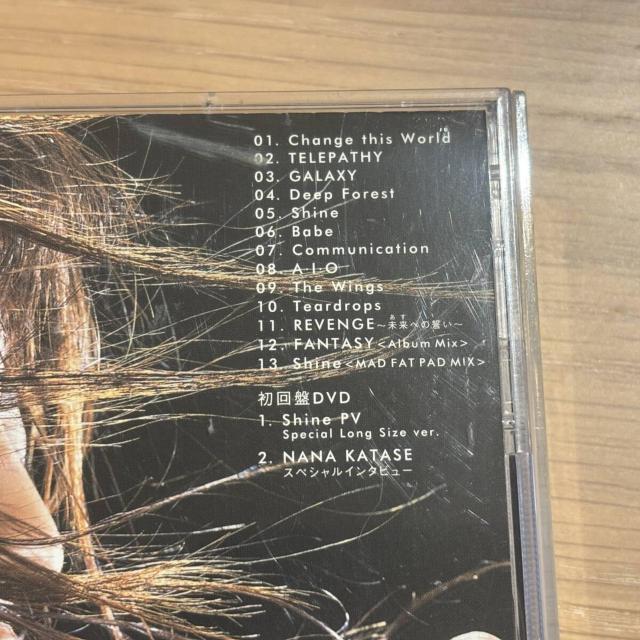 01. Change this World
02. TELEPATHY
03. GALAXY
04. Deep Forest
05. Shine
06. Babe
07. Communication
08. A.I.O
09. The Wings
10. Teardrops
11. REVENGE～未来への誓い～
あす
12. FANTASY<Album Mix>
13. Shine<MAD FAT PAD MIX>
初回盤DVD
1. Shine PV
Special Long Size ver.
2. NANA KATASE
スペシャルインタビュー